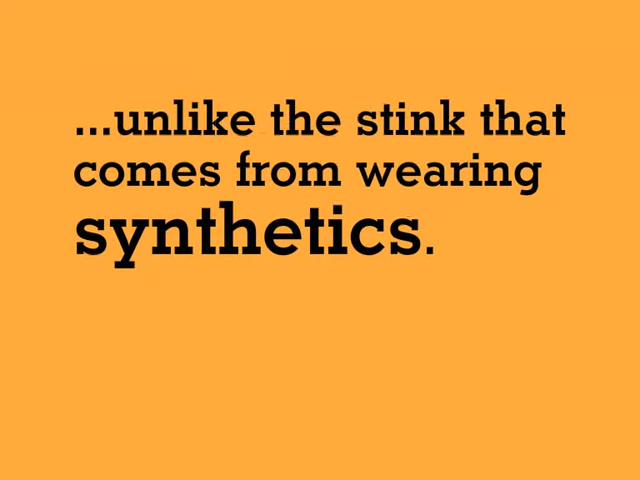 ...unlike the stink that
comes from wearing
synthetics.